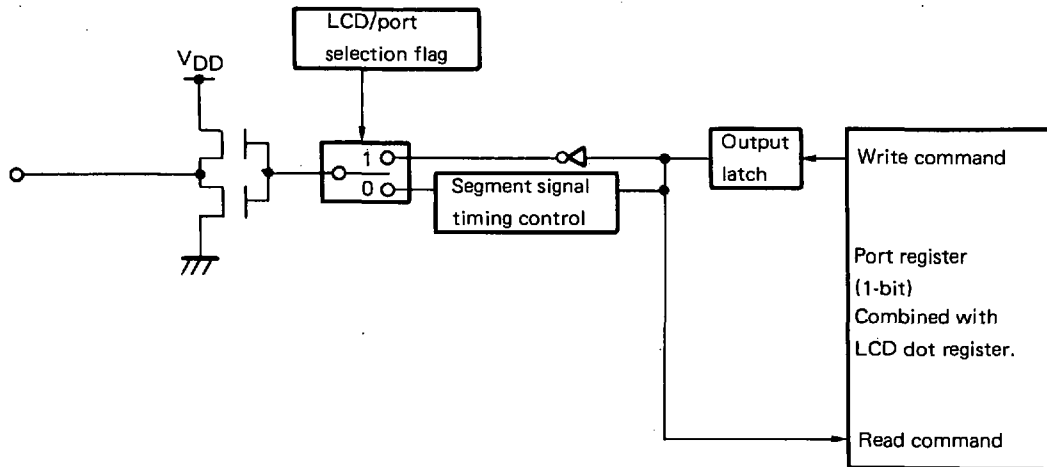 LCD/port
selection flag
VDD
1
0
Segment signal
timing control
Output
latch
Write command
Port register
(1-bit)
Combined with
LCD dot register.
Read command